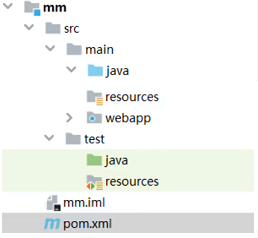 mm
src
main
java
resources
webapp
test
java
resources
mm.iml
pom.xml